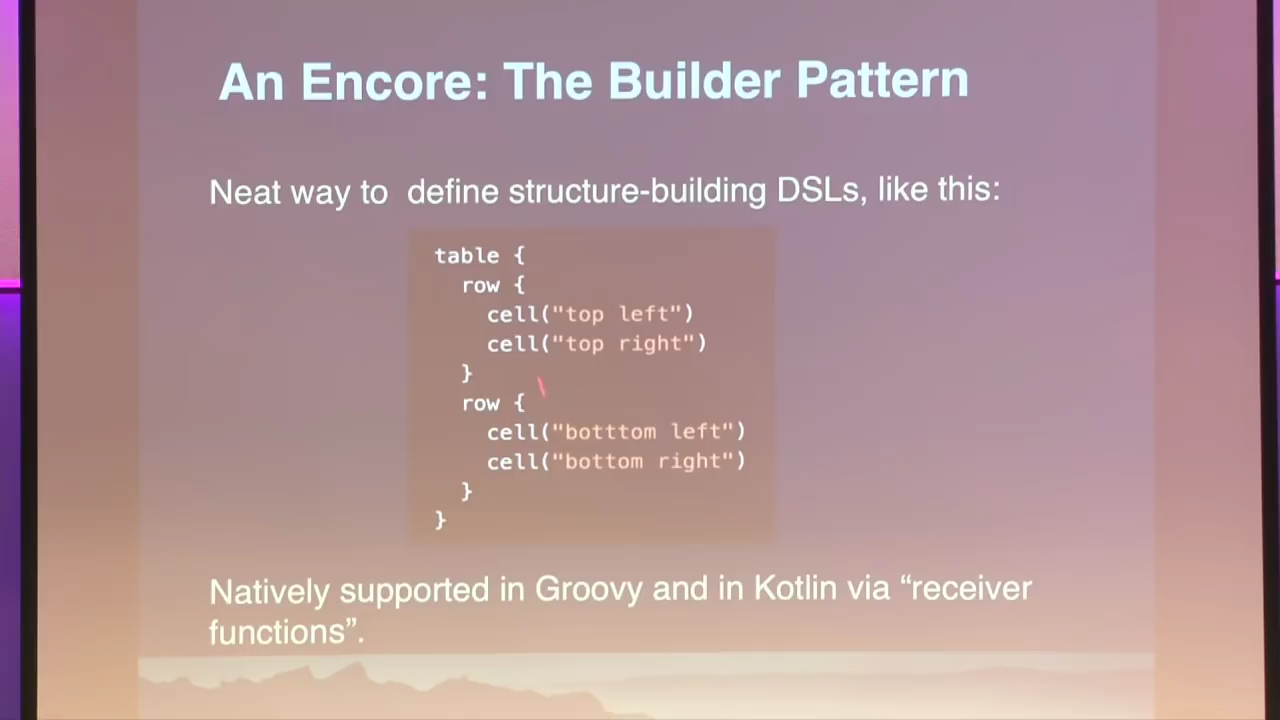 An Encore: The Builder Pattern
Neat way to define structure-building DSLs, like this:
table {
row {
cell("top left")
cell("top right")
}
row {
cell("botttom left")
cell("bottom right")
}
}
Natively supported in Groovy and in Kotlin via “receiver
functions”.